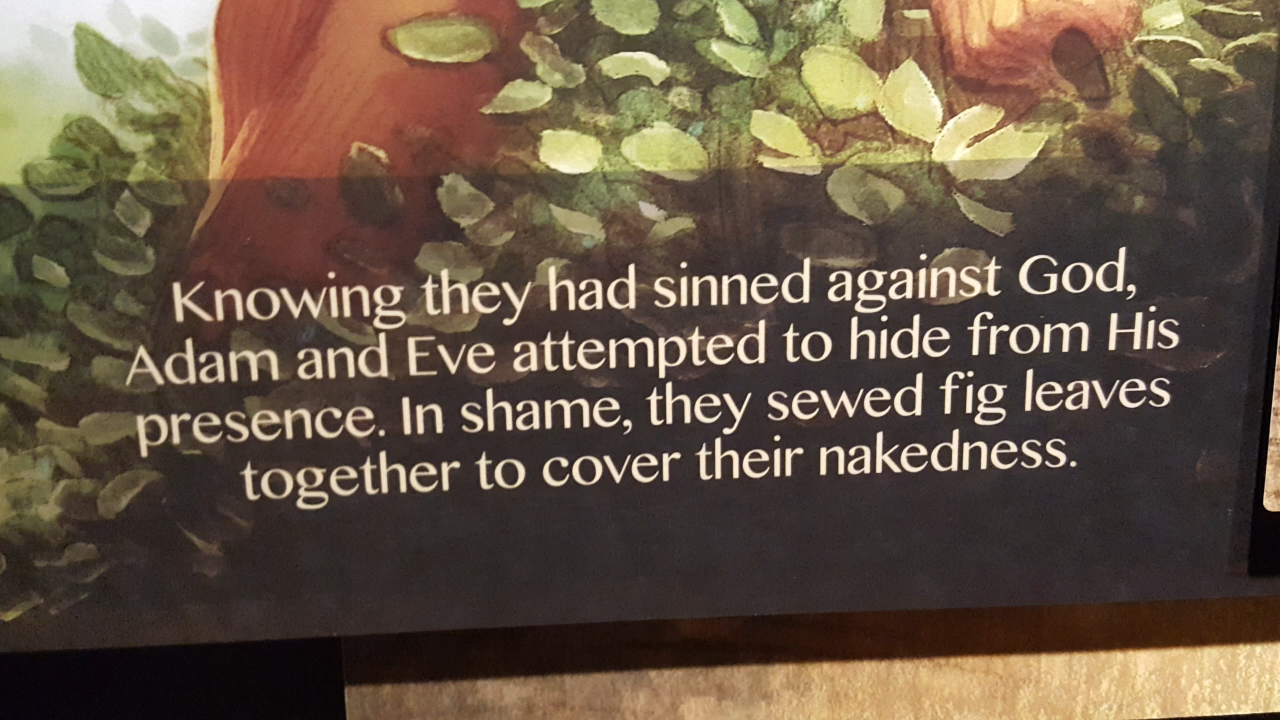 Knowing they had sinned against God,
Adam and Eve attempted to hide from His
presence. In shame, they sewed fig leaves
together to cover their nakedness.